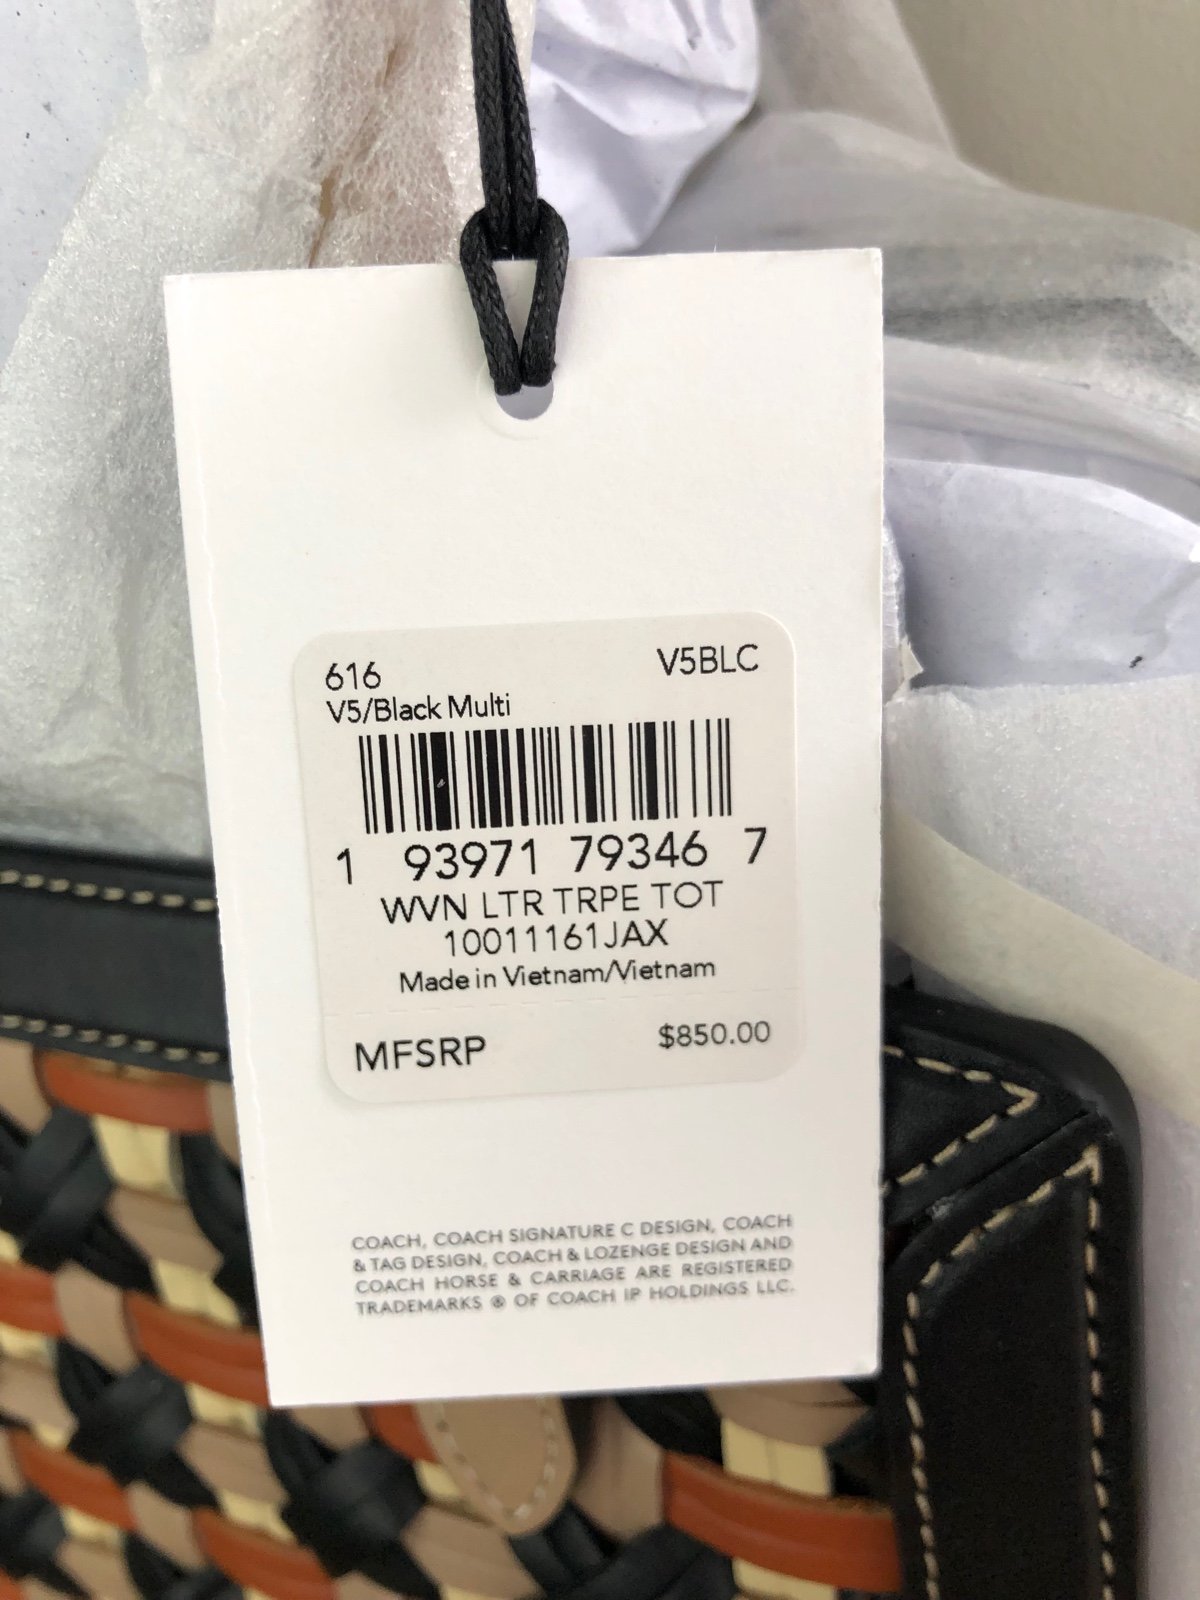 616 V5BLC
V5/Black Multi
1 93971 79346 7
WVN LTR TRPE TOT
10011161JAX
Made in Vietnam/Vietnam
MFSRP $850.00
COACH, COACH SIGNATURE C DESIGN, COACH
& TAG DESIGN, COACH & LOZENGE DESIGN AND
COACH HORSE & CARRIAGE ARE REGISTERED
TRADEMARKS ® OF COACH IP HOLDINGS LLC.